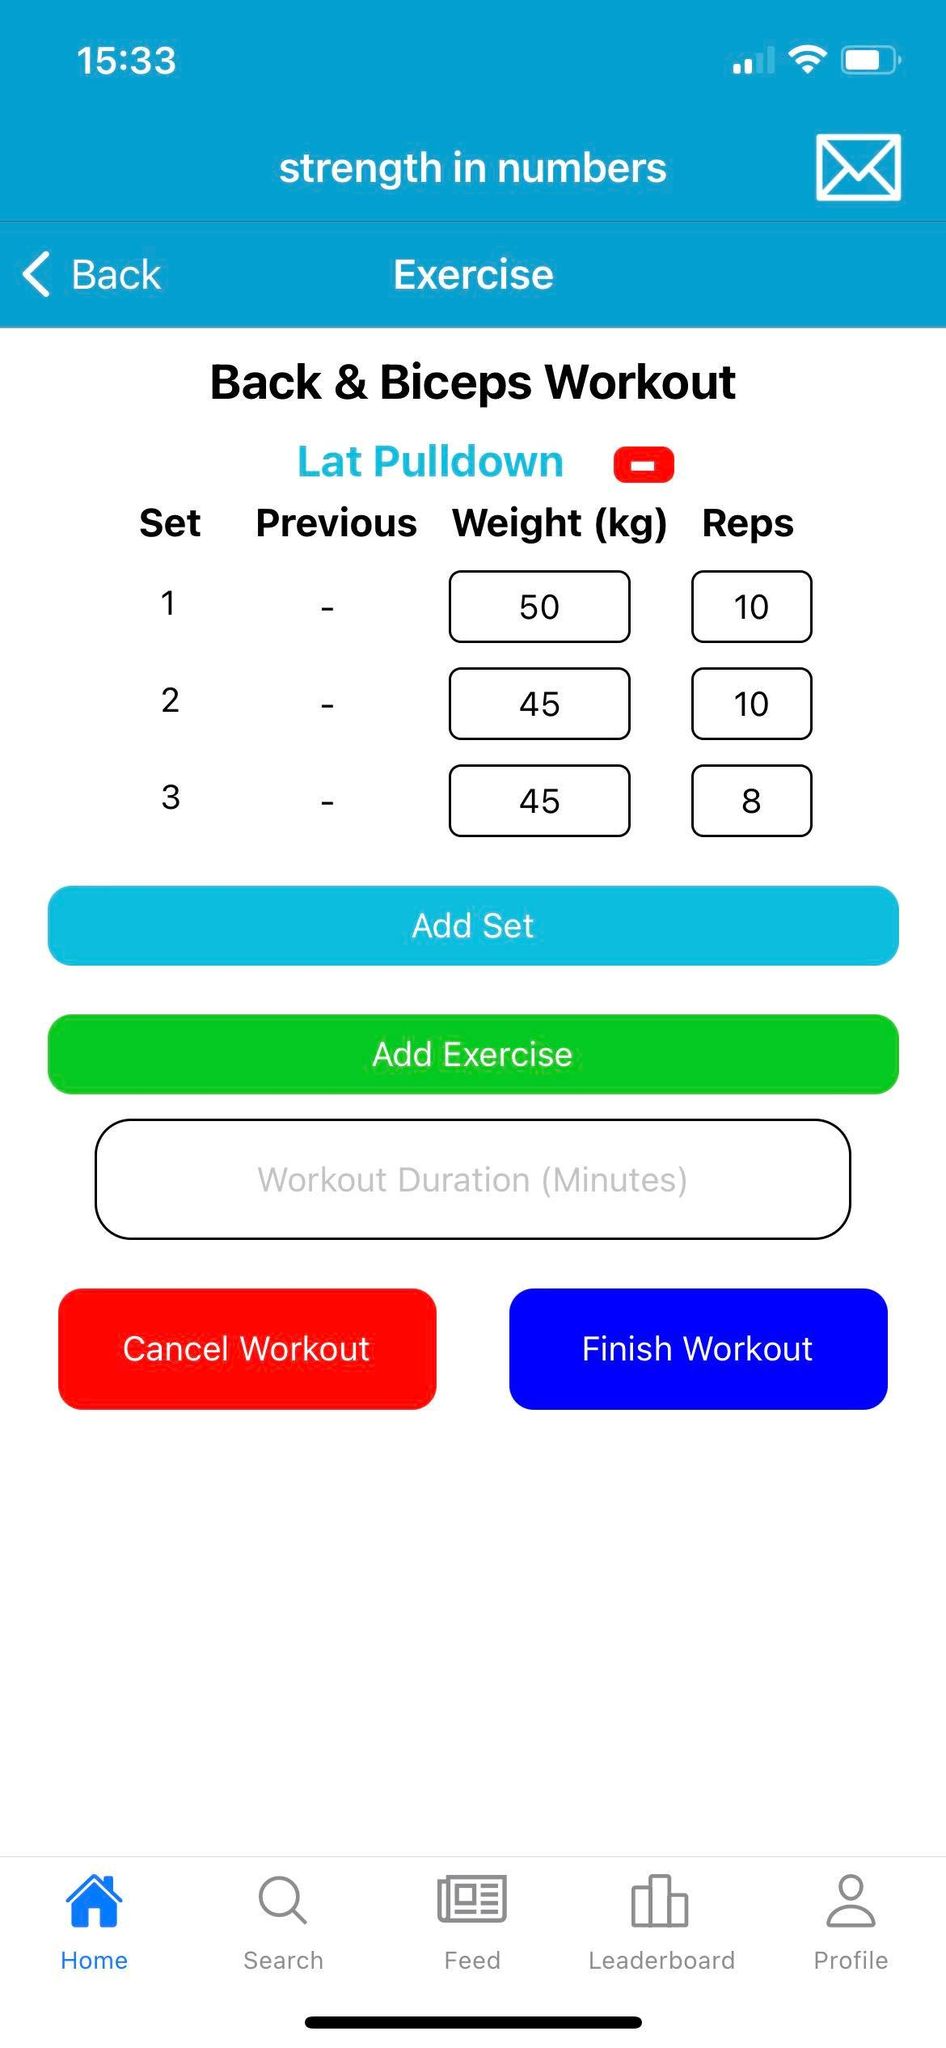 15:33
strength in numbers
Back Exercise
Back & Biceps Workout
Lat Pulldown
Set Previous Weight (kg) Reps
1 - 50 10
2 - 45 10
3 - 45 8
Add Set
Add Exercise
Workout Duration (Minutes)
Cancel Workout Finish Workout
Home Search Feed Leaderboard Profile